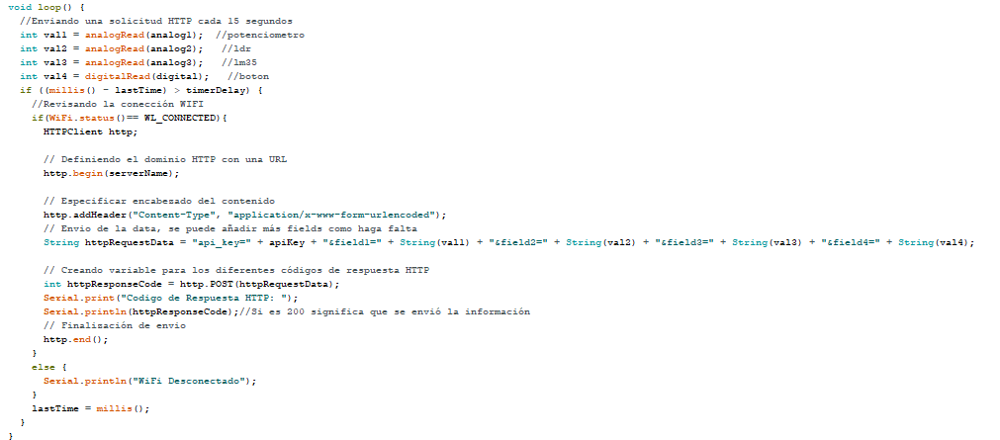 void loop() {
//Enviando una solicitud HTTP cada 15 segundos
int val1 = analogRead(analog1);  //potenciometro
int val2 = analogRead(analog2);   //ldr
int val3 = analogRead(analog3);   //lm35
int val4 = digitalRead(digital);   //boton
if ((millis() - lastTime) > timerDelay) {
//Revisando la conección WIFI
if(WiFi.status()== WL_CONNECTED){
HTTPClient http;
// Definiendo el dominio HTTP con una URL
http.begin(serverName);
// Especificar encabesado del contenido
http.addHeader("Content-Type", "application/x-www-form-urlencoded");
// Envio de la data, se puede añadir más fields como haga falta
String httpRequestData = "api_key=" + apiKey + "&field1=" + String(val1) + "&field2=" + String(val2) + "&field3=" + String(val3) + "&field4=" + String(val4);
// Creando variable para los diferentes códigos de respuesta HTTP
int httpResponseCode = http.POST(httpRequestData);
Serial.print("Codigo de Respuesta HTTP: ");
Serial.println(httpResponseCode);//Si es 200 significa que se envió la información
// Finalización de envio
http.end();
}
else {
Serial.println("WiFi Desconectado");
}
lastTime = millis();
}
}